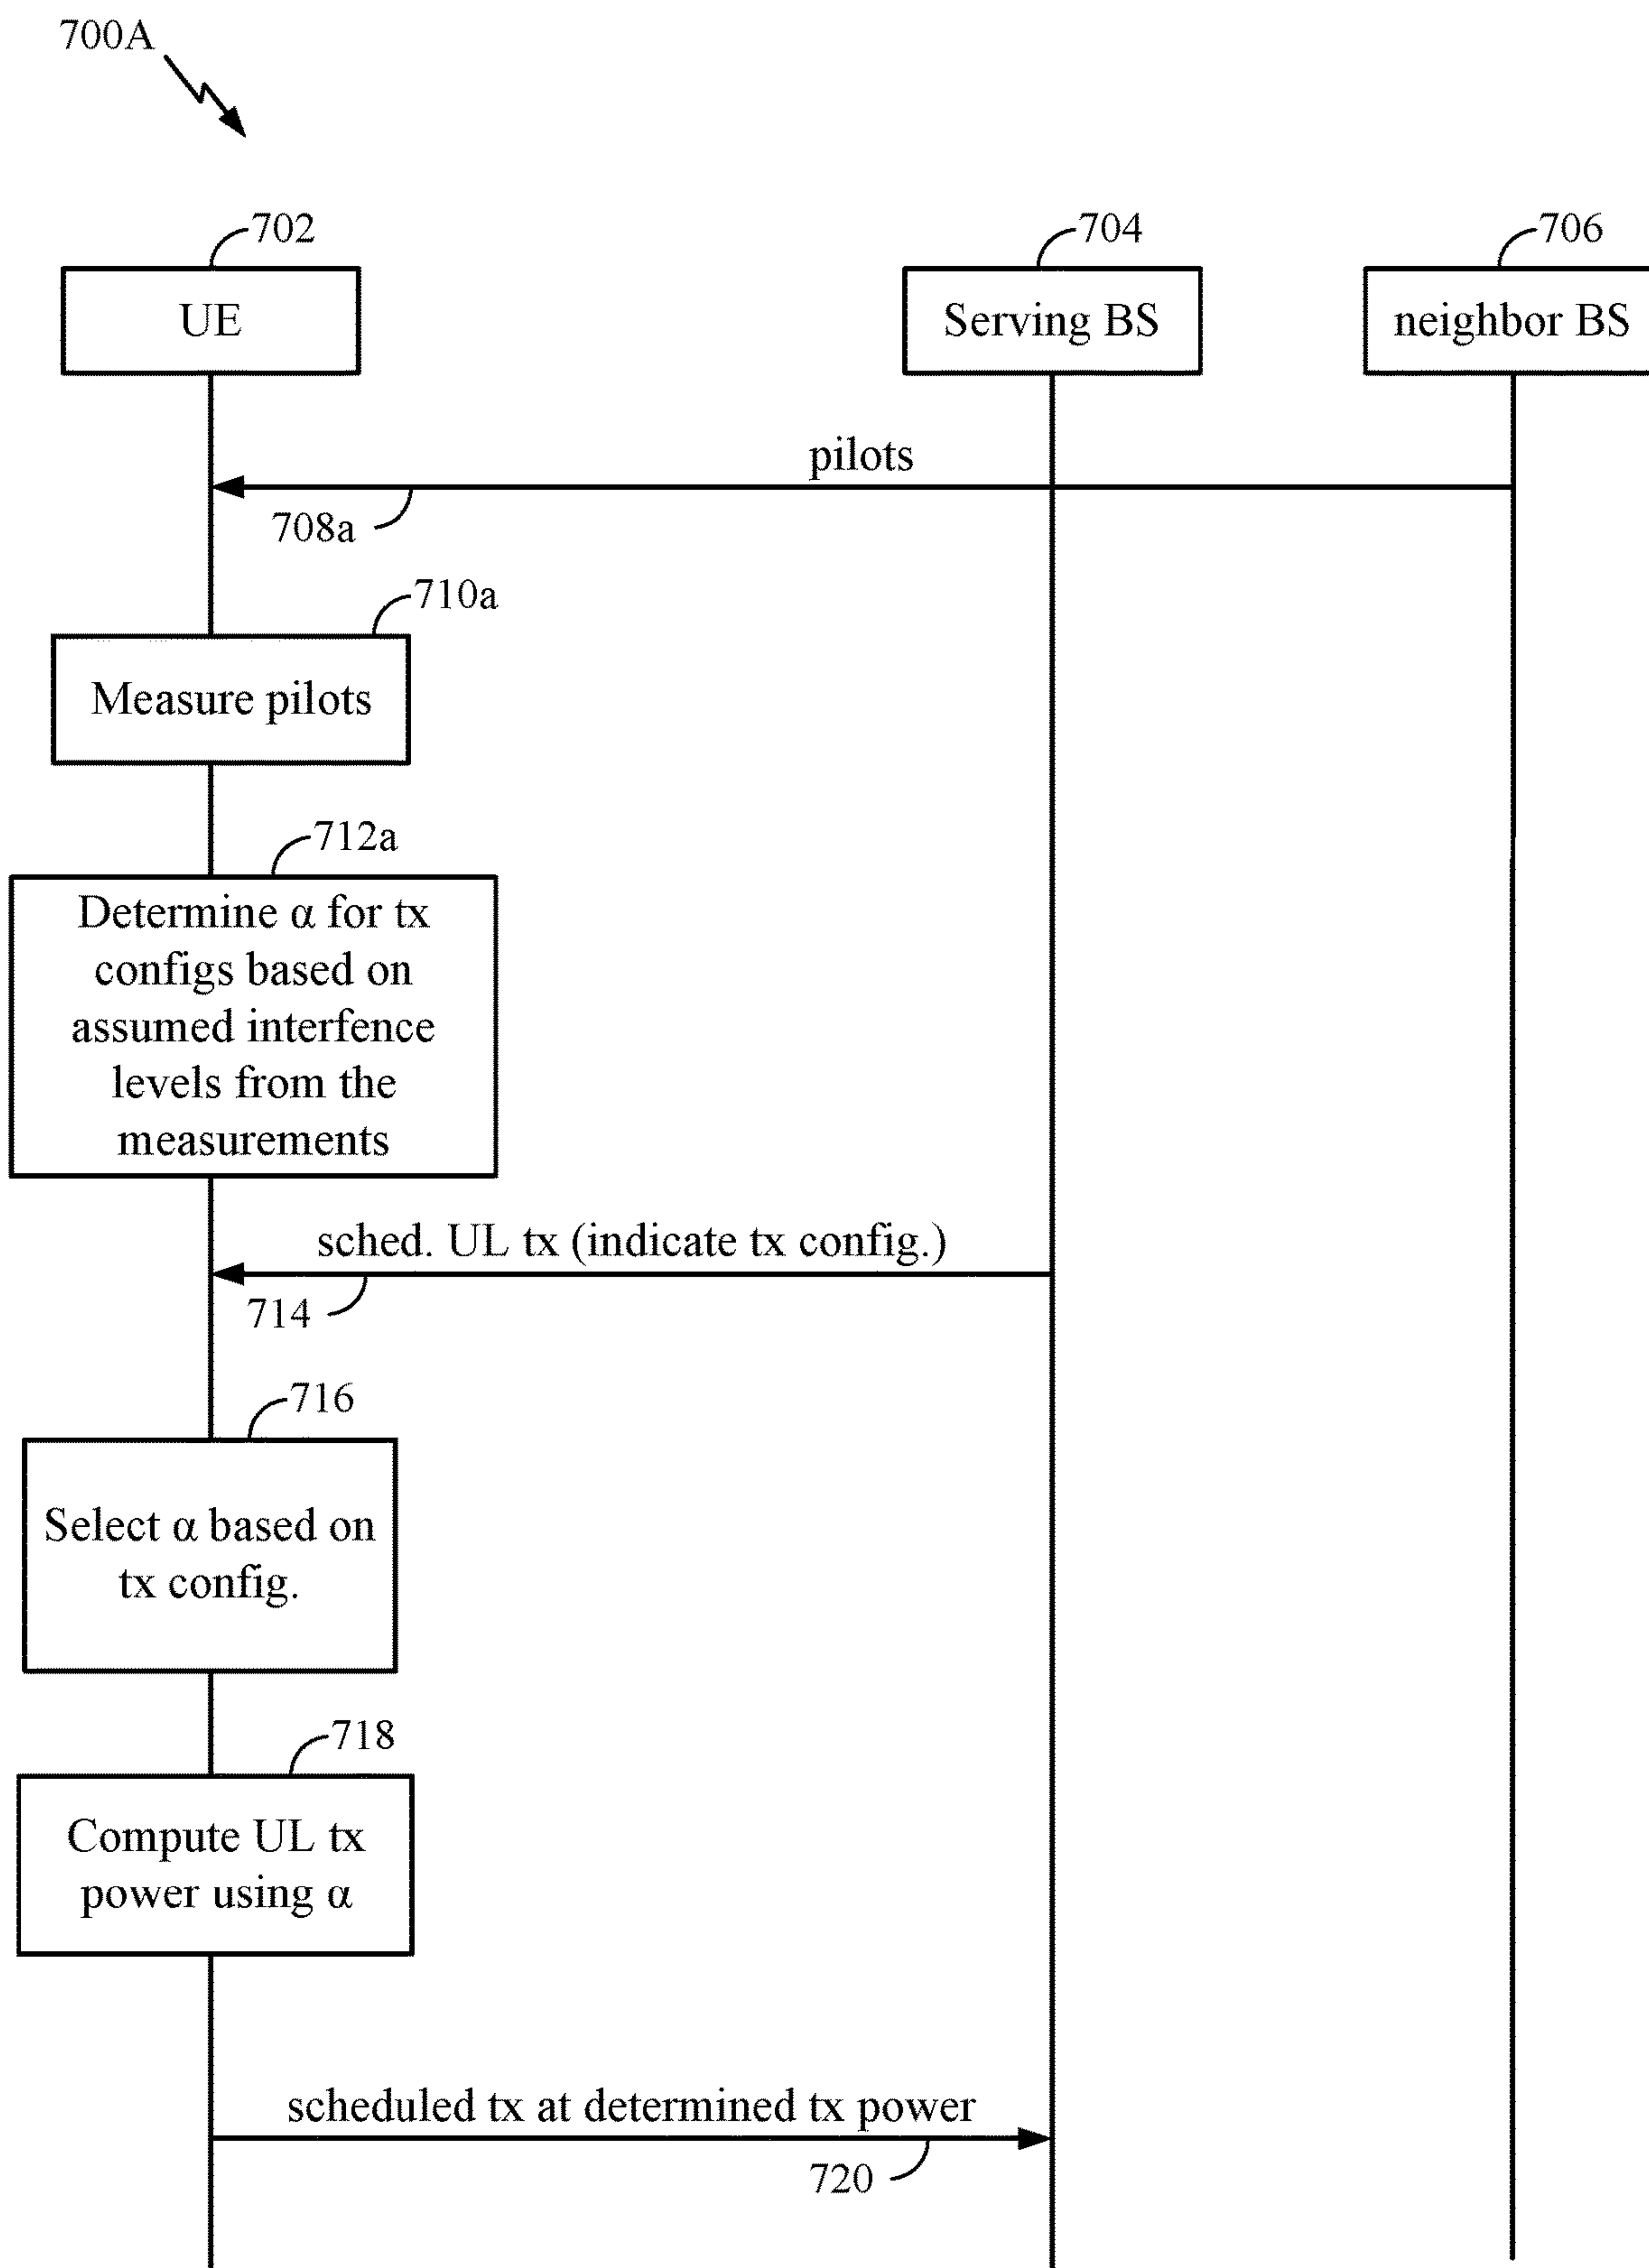 700A
702
704
706
UE
Serving BS
neighbor BS
pilots
708a
710a
Measure pilots
712a
Determine α for tx
configs based on
assumed interfence
levels from the
measurements
sched. UL tx (indicate tx config.)
714
716
Select α based on
tx config.
718
Compute UL tx
power using α
scheduled tx at determined tx power
720